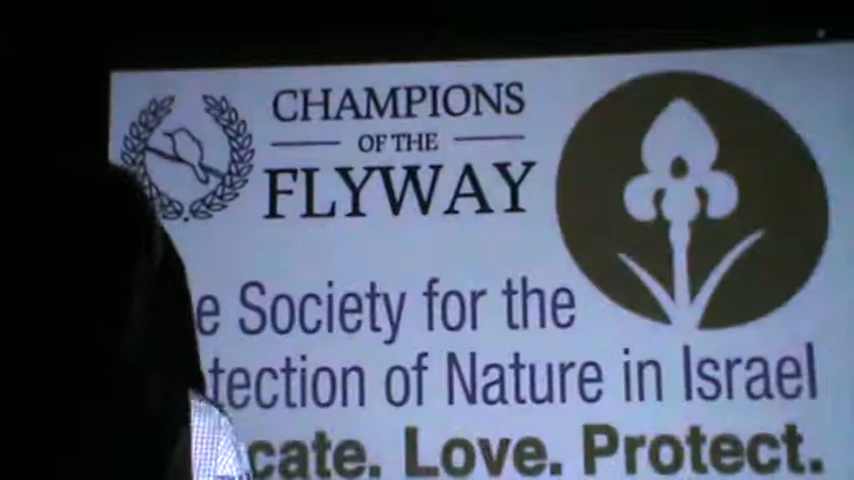 CHAMPIONS
OF THE
FLYWAY
e Society for the
tection of Nature in Israel
cate. Love. Protect.